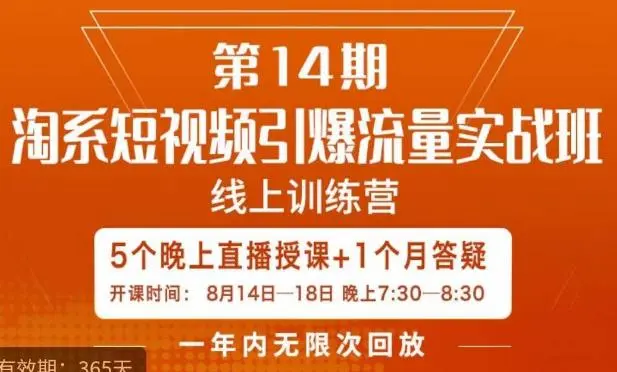 第14期
淘系短视频引爆流量实战班
线上训练营
5个晚上直播授课+1个月答疑
开课时间： 8月14日—18日 晚上7:30—8:30
一年内无限次回放
有效期：365天